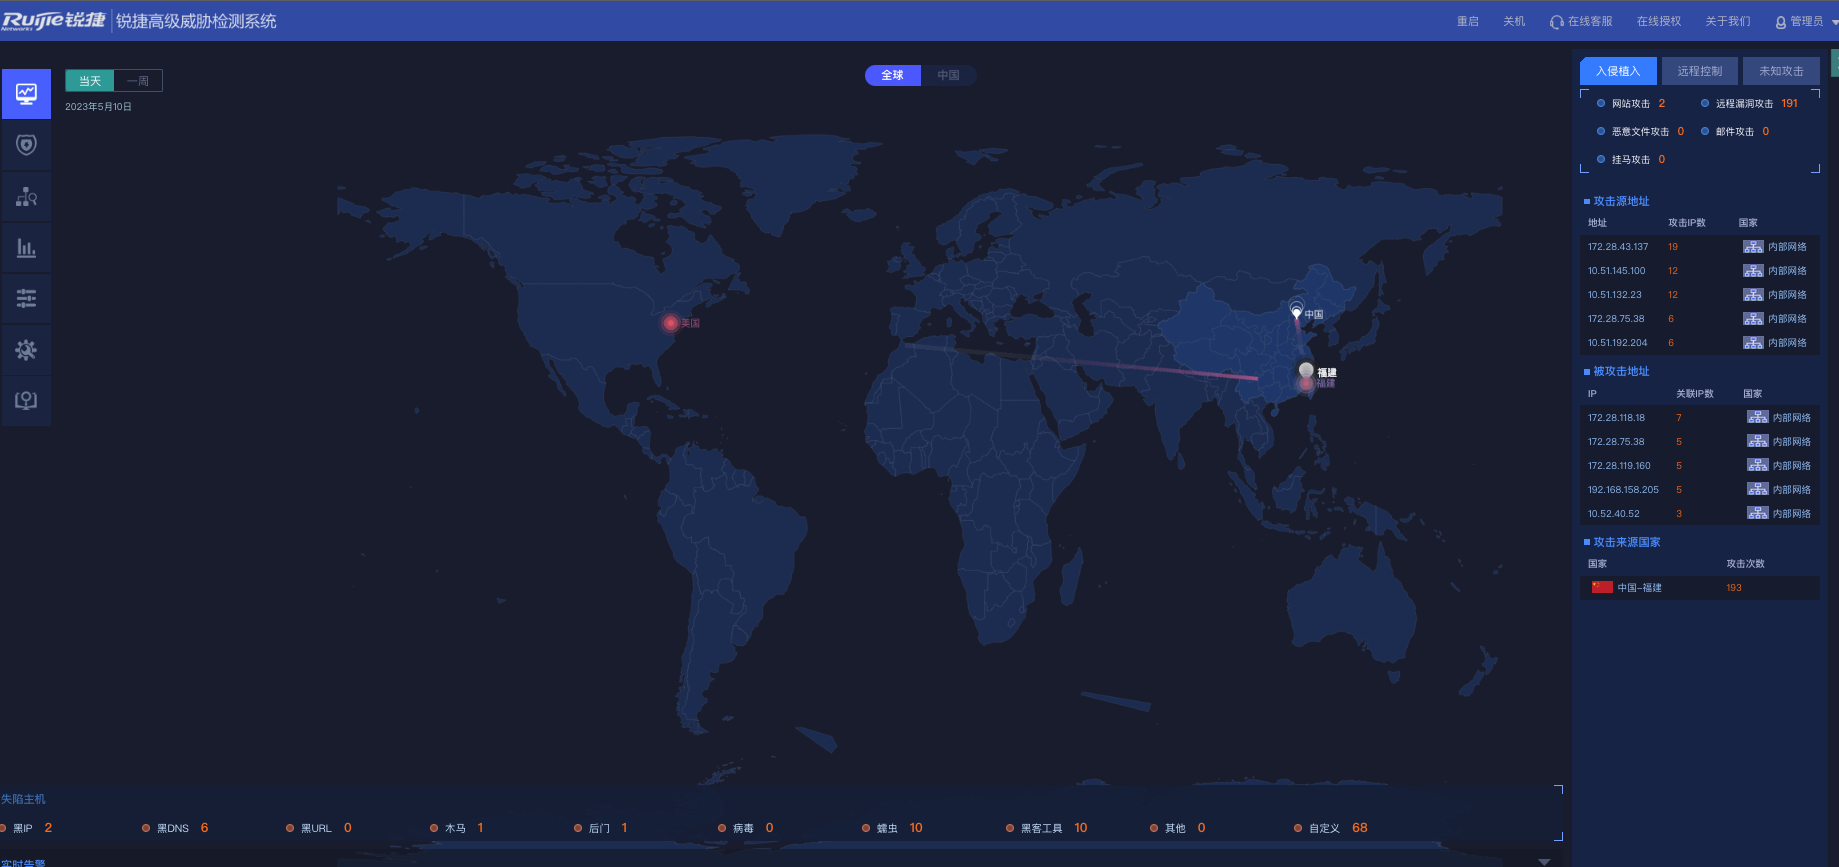 Ruijie锐捷 Networks 锐捷高级威胁检测系统
重启 关机 在线客服 在线授权 关于我们 管理员
当天 一周
2023年5月10日
全球 中国
美国
中国
福建
福建
入侵植入 远程控制 未知攻击
网站攻击 2 远程漏洞攻击 191
恶意文件攻击 0 邮件攻击 0
挂马攻击 0
攻击源地址
地址 攻击IP数 国家
172.28.43.137 19 内部网络
10.51.145.100 12 内部网络
10.51.132.23 12 内部网络
172.28.75.38 6 内部网络
10.51.192.204 6 内部网络
被攻击地址
IP 关联IP数 国家
172.28.118.18 7 内部网络
172.28.75.38 5 内部网络
172.28.119.160 5 内部网络
192.168.158.205 5 内部网络
10.52.40.52 3 内部网络
攻击来源国家
国家 攻击次数
中国-福建 193
失陷主机
黑IP 2 黑DNS 6 黑URL 0 木马 1 后门 1 病毒 0 蠕虫 10 黑客工具 10 其他 0 自定义 68
实时告警